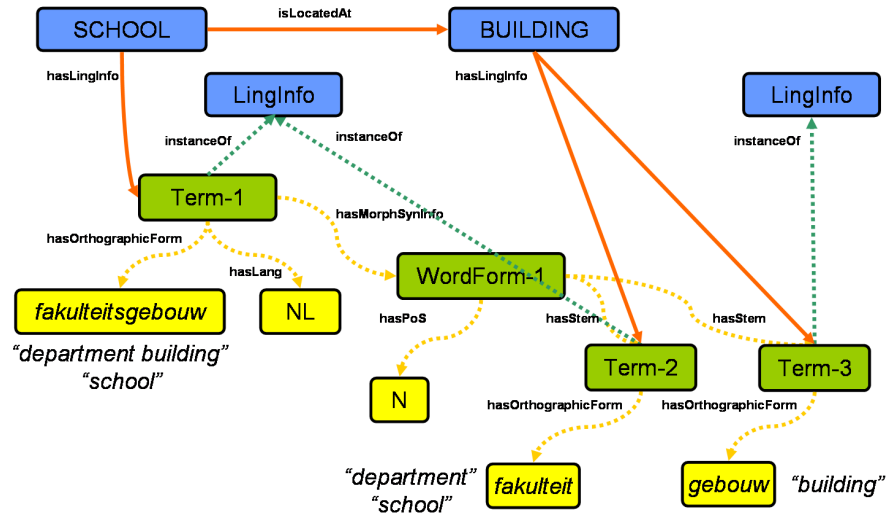 isLocatedAt
SCHOOL
BUILDING
hasLingInfo
hasLingInfo
LingInfo
LingInfo
instanceOf
instanceOf
instanceOf
Term-1
hasMorphSynInfo
hasOrthographicForm
hasLang
WordForm-1
fakulteitsgebouw
NL
hasPoS
hasStem
hasStem
“department building”
“school”
Term-2
Term-3
N
hasOrthographicForm
hasOrthographicForm
“department”
“school”
fakulteit
gebouw
“building”